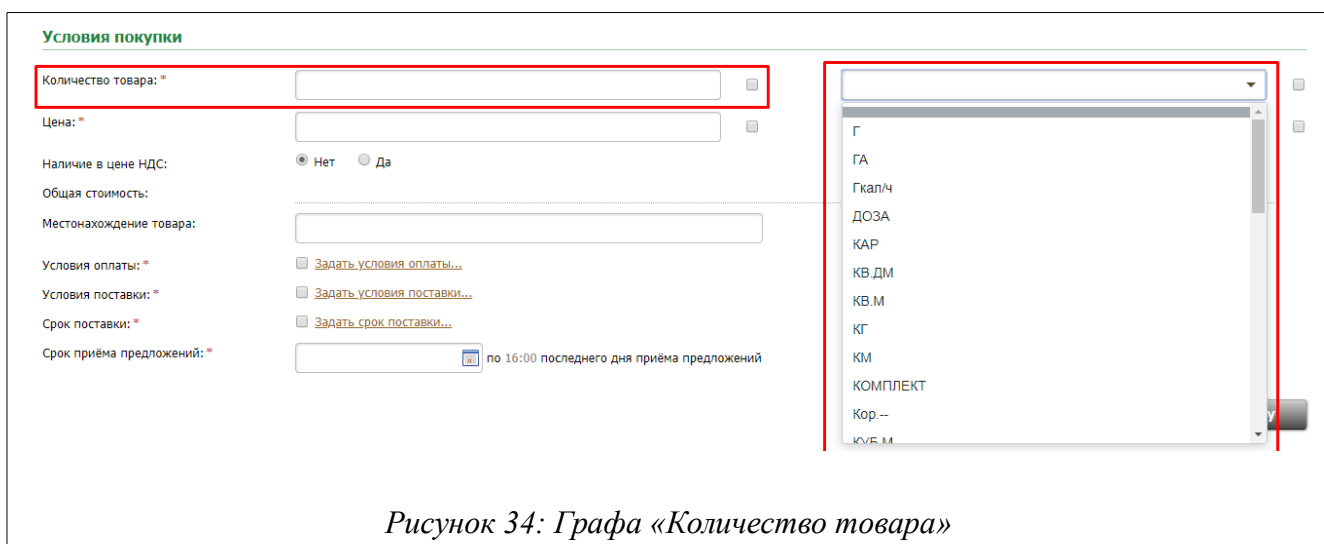 Условия покупки
Количество товара: *
Цена: *
Наличие в цене НДС:
Нет Да
Общая стоимость:
Местонахождение товара:
Условия оплаты: *
Задать условия оплаты...
Условия поставки: *
Задать условия поставки...
Срок поставки: *
Задать срок поставки...
Срок приёма предложений: *
по 16:00 последнего дня приёма предложений
Г
ГА
Гкал/ч
ДОЗА
КАР
КВ.ДМ
КВ.М
КГ
КМ
КОМПЛЕКТ
Кор.--
КУБ.М
Рисунок 34: Графа «Количество товара»